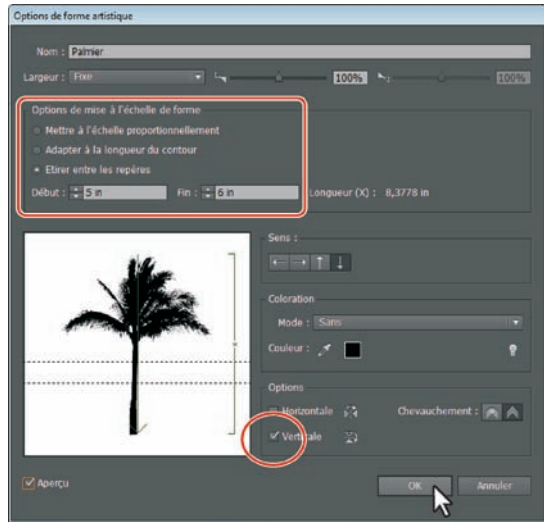 Options de forme artistique
Nom : Palmier
Largeur : Fixe 100% 100%
Options de mise à l'échelle de forme
Mettre à l'échelle proportionnellement
Adapter à la longueur du contour
Etirer entre les repères
Début : 5 in Fin : 6 in Longueur (X) : 8,3778 in
Sens :
Coloration
Mode : Sans
Couleur :
Options
Horizontale Chevauchement :
Verticale
Aperçu OK Annuler